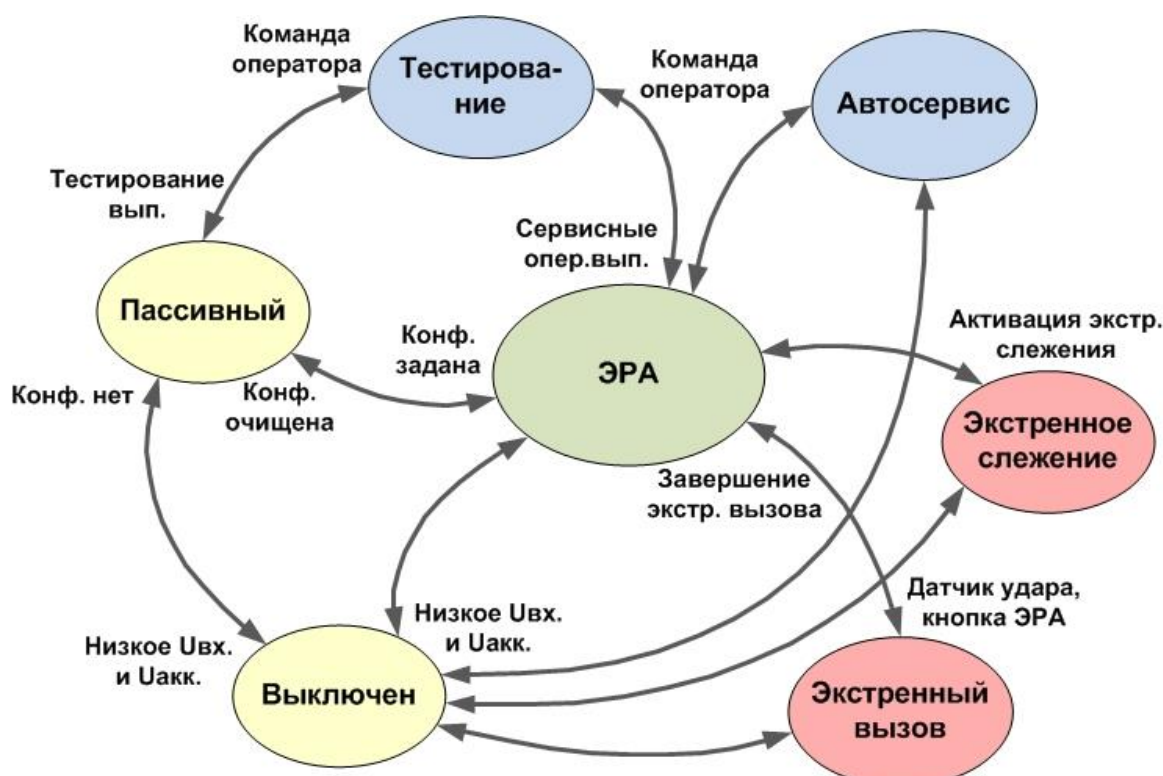 Команда
оператора
Тестирова-
ние
Команда
оператора
Автосервис
Тестирование
вып.
Сервисные
опер.вып.
Пассивный
Конф.
задана
ЭРА
Активация экстр.
слежения
Конф. нет
Конф.
очищена
Экстренное
слежение
Завершение
экстр. вызова
Датчик удара,
кнопка ЭРА
Низкое Uвх.
и Uакк.
Низкое Uвх.
и Uакк.
Выключен
Экстренный
вызов